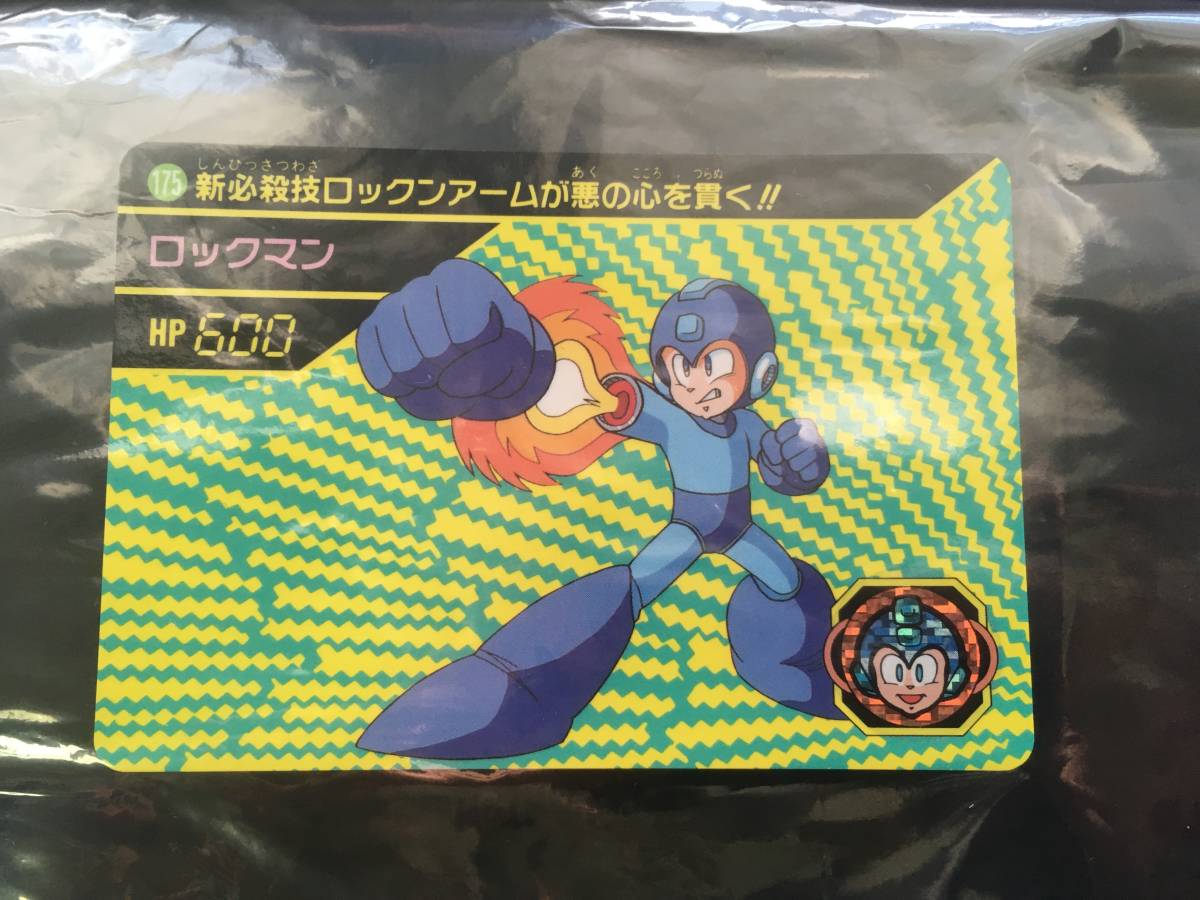 しんひっさつわざ あく こころ つらぬ
175 新必殺技ロックンアームが悪の心を貫く!!
ロックマン
HP 600